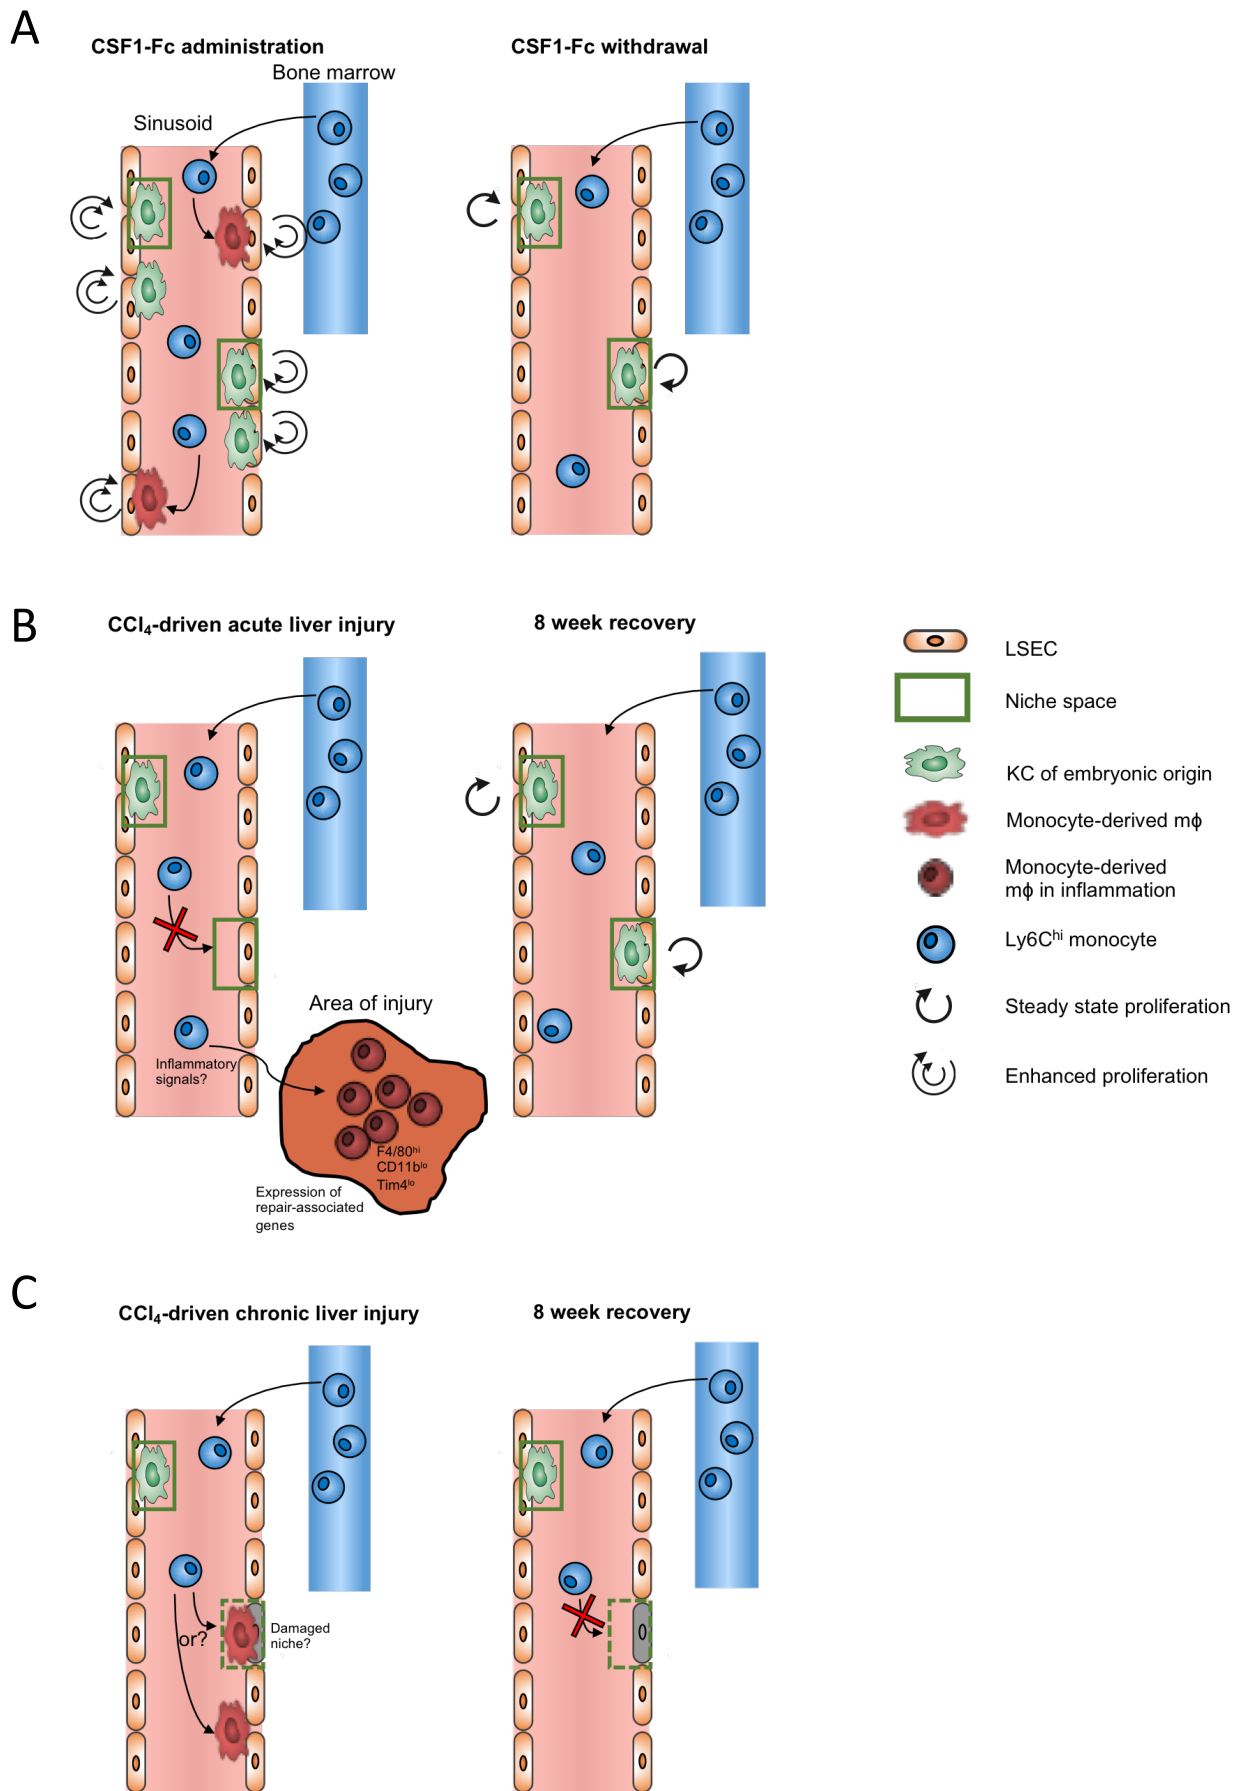 A
CSF1-Fc administration
CSF1-Fc withdrawal
Bone marrow
Sinusoid
B
CCl₄-driven acute liver injury
8 week recovery
LSEC
Niche space
KC of embryonic origin
Monocyte-derived mϕ
Monocyte-derived
mϕ in inflammation
Ly6Cʰⁱ monocyte
Steady state proliferation
Enhanced proliferation
Area of injury
Inflammatory
signals?
F4/80ʰⁱ
CD11bˡᵒ
Tim4ˡᵒ
Expression of
repair-associated
genes
C
CCl₄-driven chronic liver injury
8 week recovery
or?
Damaged
niche?